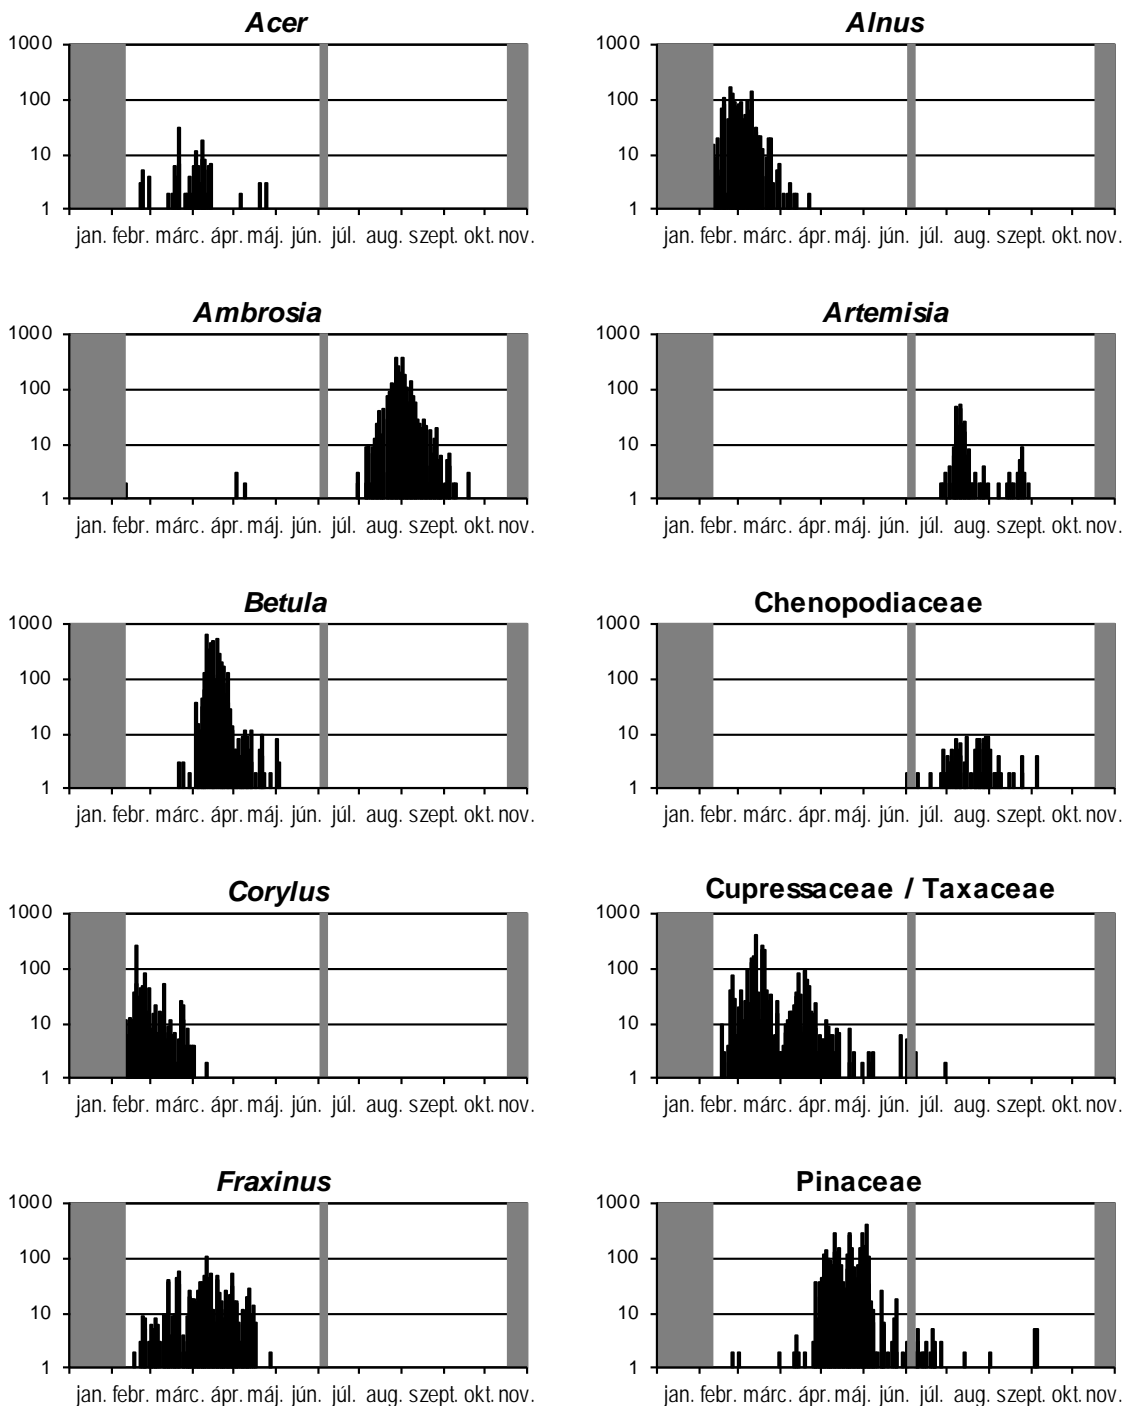 Acer
Alnus
1000
100
10
1
jan. febr. márc. ápr. máj. jún. júl. aug. szept. okt. nov.
1000
100
10
1
jan. febr. márc. ápr. máj. jún. júl. aug. szept. okt. nov.
Ambrosia
Artemisia
1000
100
10
1
jan. febr. márc. ápr. máj. jún. júl. aug. szept. okt. nov.
1000
100
10
1
jan. febr. márc. ápr. máj. jún. júl. aug. szept. okt. nov.
Betula
Chenopodiaceae
1000
100
10
1
jan. febr. márc. ápr. máj. jún. júl. aug. szept. okt. nov.
1000
100
10
1
jan. febr. márc. ápr. máj. jún. júl. aug. szept. okt. nov.
Corylus
Cupressaceae / Taxaceae
1000
100
10
1
jan. febr. márc. ápr. máj. jún. júl. aug. szept. okt. nov.
1000
100
10
1
jan. febr. márc. ápr. máj. jún. júl. aug. szept. okt. nov.
Fraxinus
Pinaceae
1000
100
10
1
jan. febr. márc. ápr. máj. jún. júl. aug. szept. okt. nov.
1000
100
10
1
jan. febr. márc. ápr. máj. jún. júl. aug. szept. okt. nov.